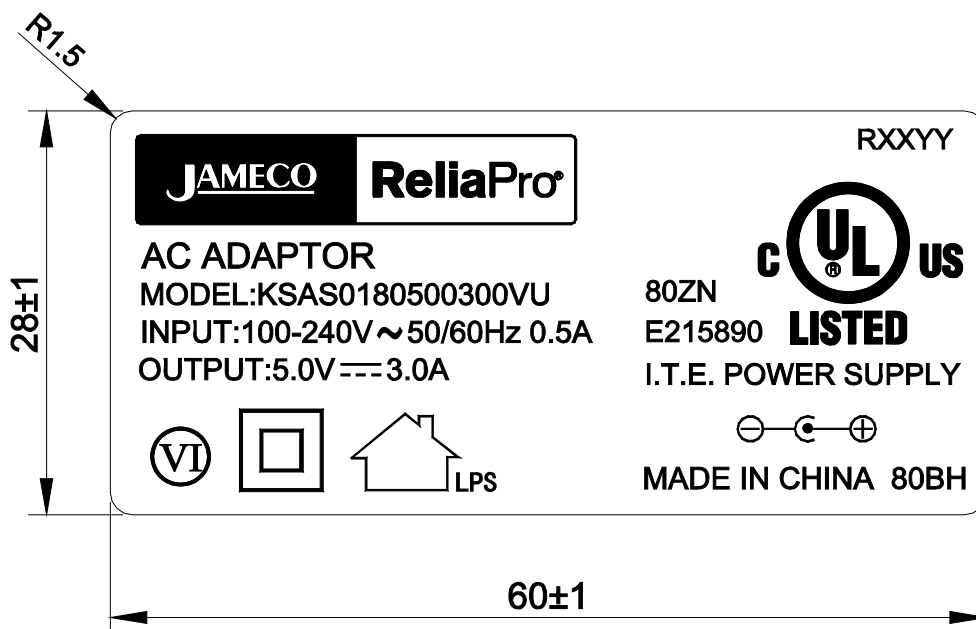 R1.5
28±1
RXXYY
JAMECO ReliaPro®
AC ADAPTOR
MODEL:KSAS0180500300VU
INPUT:100-240V~50/60Hz 0.5A
OUTPUT:5.0V⎓3.0A
C UL® US
LISTED
80ZN
E215890
I.T.E. POWER SUPPLY
VI
LPS
MADE IN CHINA 80BH
60±1